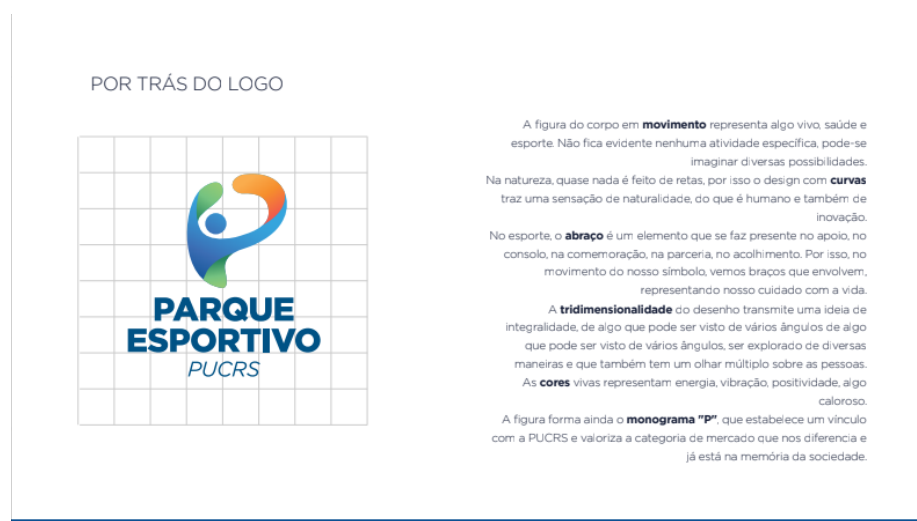 POR TRÁS DO LOGO
PARQUE
ESPORTIVO
PUCRS
A figura do corpo em movimento representa algo vivo, saúde e
esporte. Não fica evidente nenhuma atividade específica, pode-se
imaginar diversas possibilidades.
Na natureza, quase nada é feito de retas, por isso o design com curvas
traz uma sensação de naturalidade, do que é humano e também de
inovação.
No esporte, o abraço é um elemento que se faz presente no apoio, no
consolo, na comemoração, na parceria, no acolhimento. Por isso, no
movimento do nosso símbolo, vemos braços que envolvem,
representando nosso cuidado com a vida.
A tridimensionalidade do desenho transmite uma ideia de
integralidade, de algo que pode ser visto de vários ângulos de algo
que pode ser visto de vários ângulos, ser explorado de diversas
maneiras e que também tem um olhar múltiplo sobre as pessoas.
As cores vivas representam energia, vibração, positividade, algo
caloroso.
A figura forma ainda o monograma "P", que estabelece um vínculo
com a PUCRS e valoriza a categoria de mercado que nos diferencia e
já está na memória da sociedade.